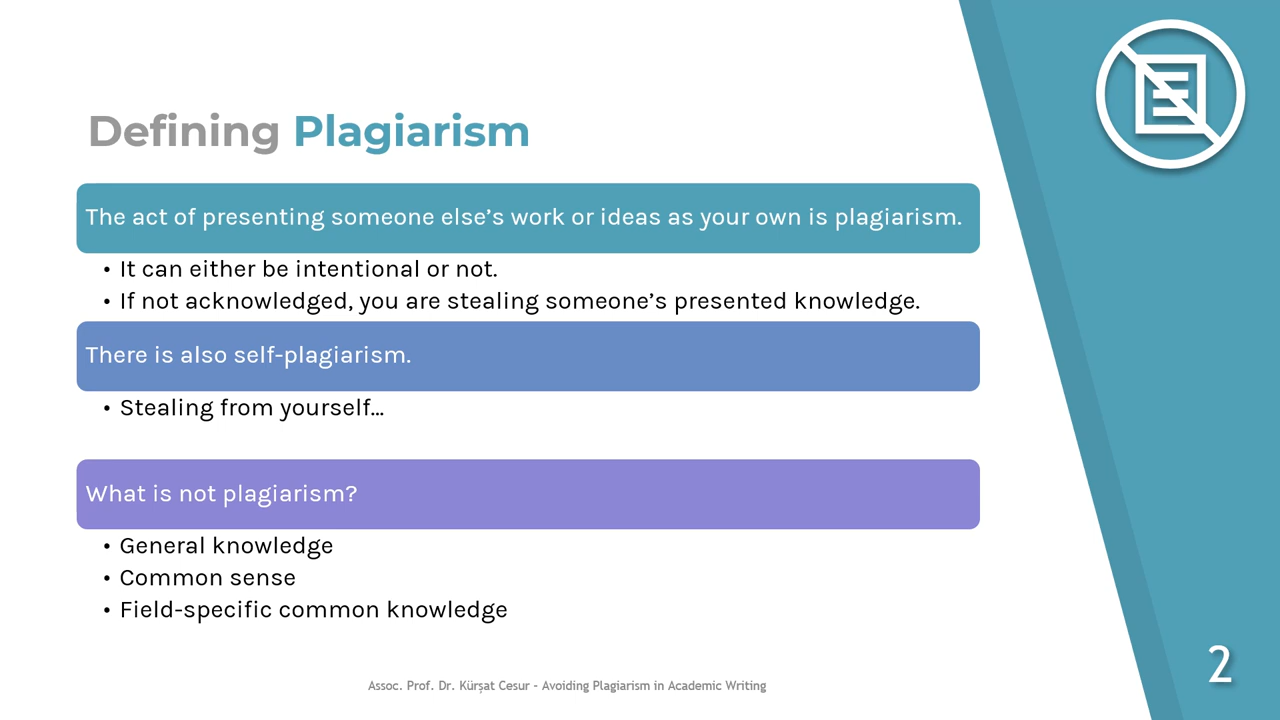 Defining Plagiarism
The act of presenting someone else’s work or ideas as your own is plagiarism.
• It can either be intentional or not.
• If not acknowledged, you are stealing someone’s presented knowledge.
There is also self-plagiarism.
• Stealing from yourself…
What is not plagiarism?
• General knowledge
• Common sense
• Field-specific common knowledge
Assoc. Prof. Dr. Kürşat Cesur - Avoiding Plagiarism in Academic Writing
2